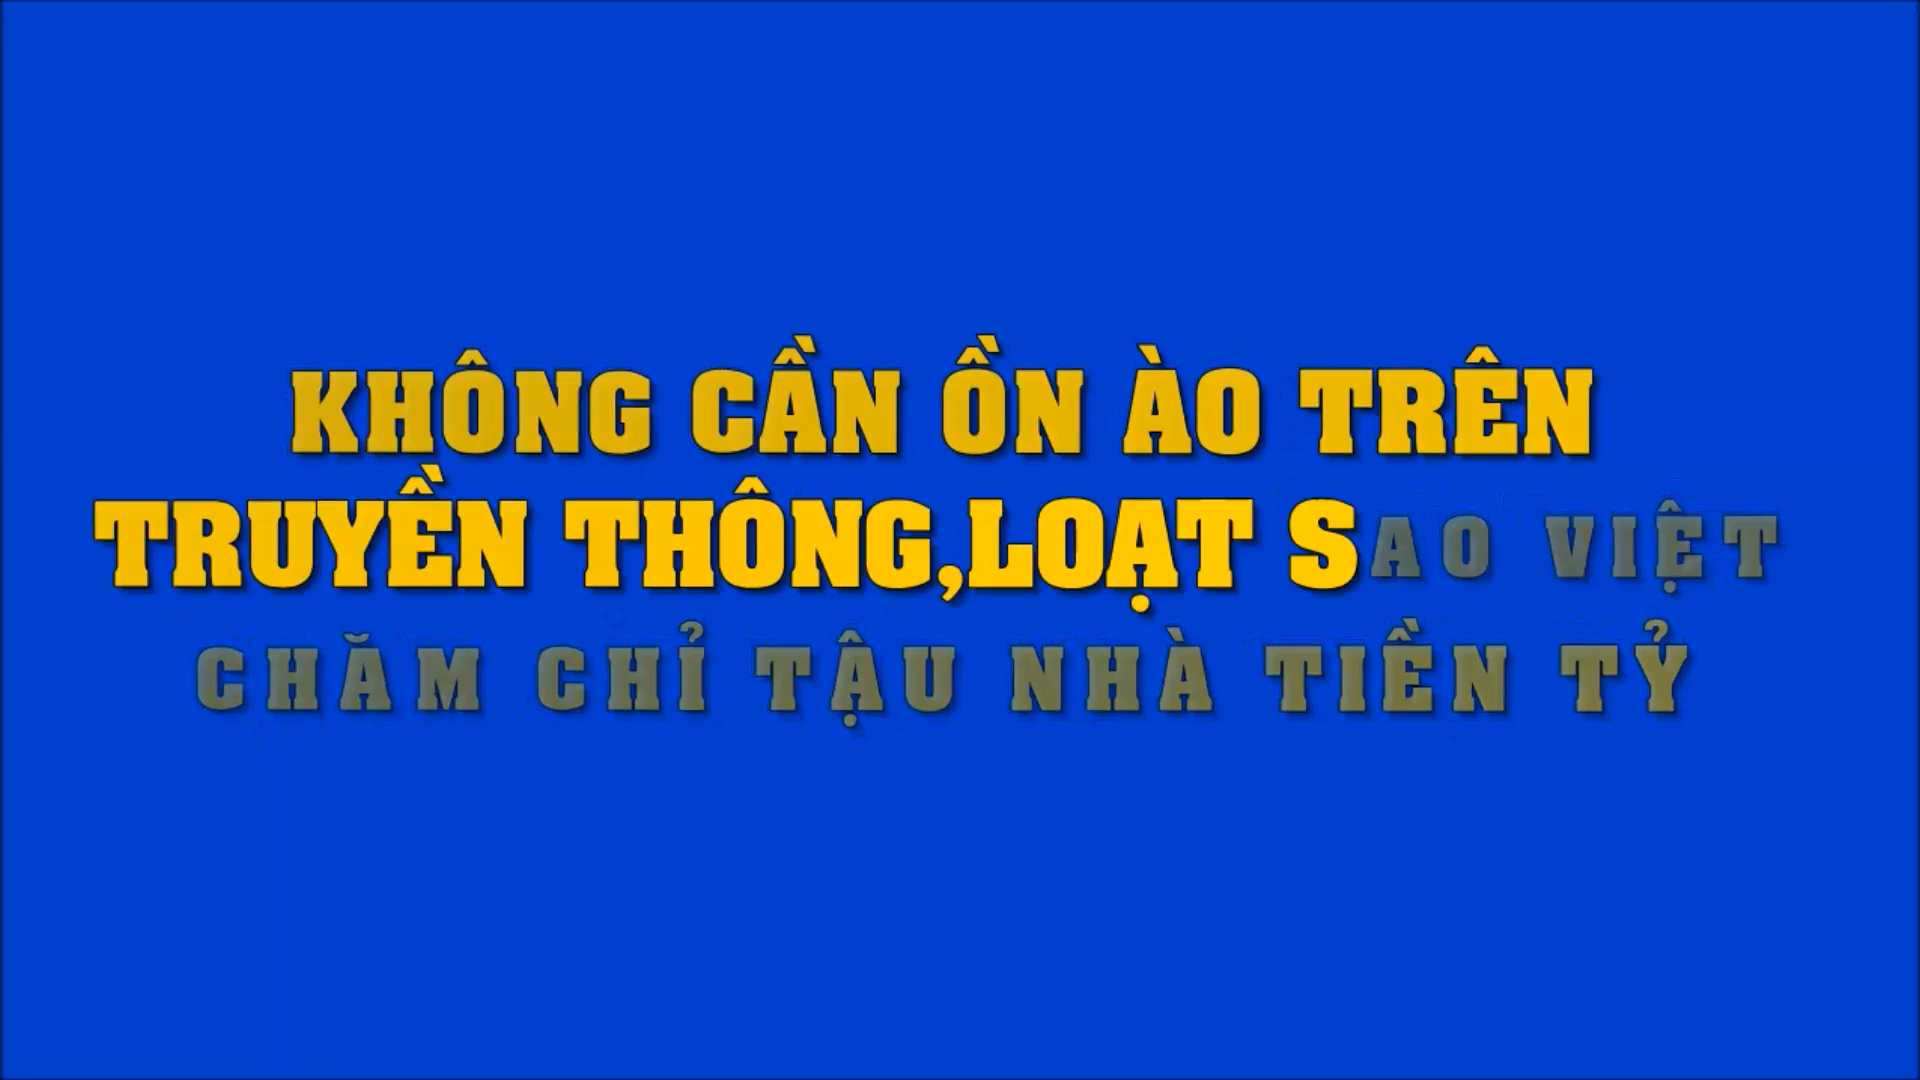 KHÔNG CẦN ỒN ÀO TRÊN
TRUYỀN THÔNG,LOẠT SAO VIỆT
CHĂM CHỈ TẬU NHÀ TIỀN TỶ